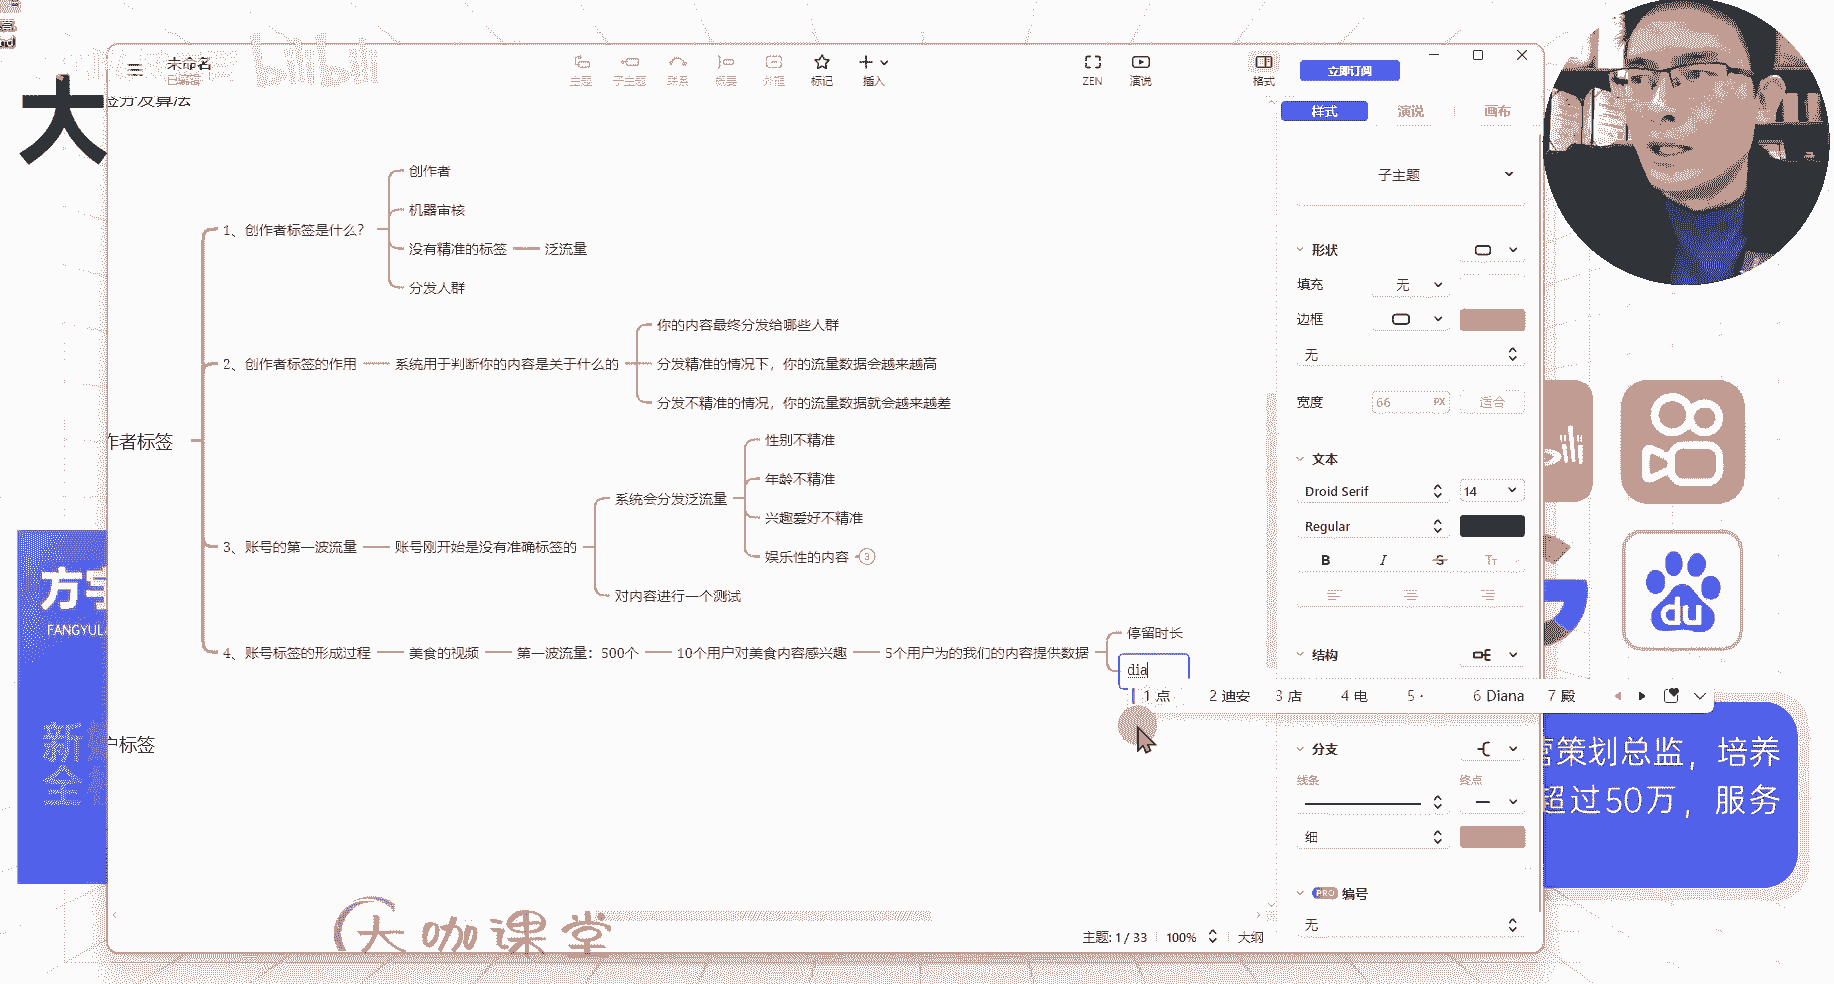 未命名
已编辑
bilibili
主题
子主题
联系
概要
外框
标记
插入
ZEN
演说
格式
立即订阅
大
签分发算法
样式
演说
画布
创作者
机器审核
1、创作者标签是什么?
没有精准的标签
泛流量
分发人群
子主题
形状
填充
无
边框
无
宽度
66
PX
适合
你的内容最终分发给哪些人群
2、创作者标签的作用
系统用于判断你的内容是关于什么的
分发精准的情况下，你的流量数据会越来越高
分发不精准的情况，你的流量数据就会越来越差
作者标签
性别不精准
年龄不精准
系统会分发泛流量
兴趣爱好不精准
3、账号的第一波流量
账号刚开始是没有准确标签的
娱乐性的内容
3
对内容进行一个测试
文本
Droid Serif
14
Regular
B
I
S
TT
停留时长
4、账号标签的形成过程
美食的视频
第一波流量：500个
10个用户对美食内容感兴趣
5个用户为的我们的内容提供数据
dia
结构
1 点
2 迪安
3 店
4 电
5 ·
6 Diana
7 殿
户标签
分支
线条
终点
细
PRO
编号
无
方宇
FANGYUL
新
全
du
营策划总监，培养
超过50万，服务
大咖课堂
主题: 1 / 33
100%
大纲